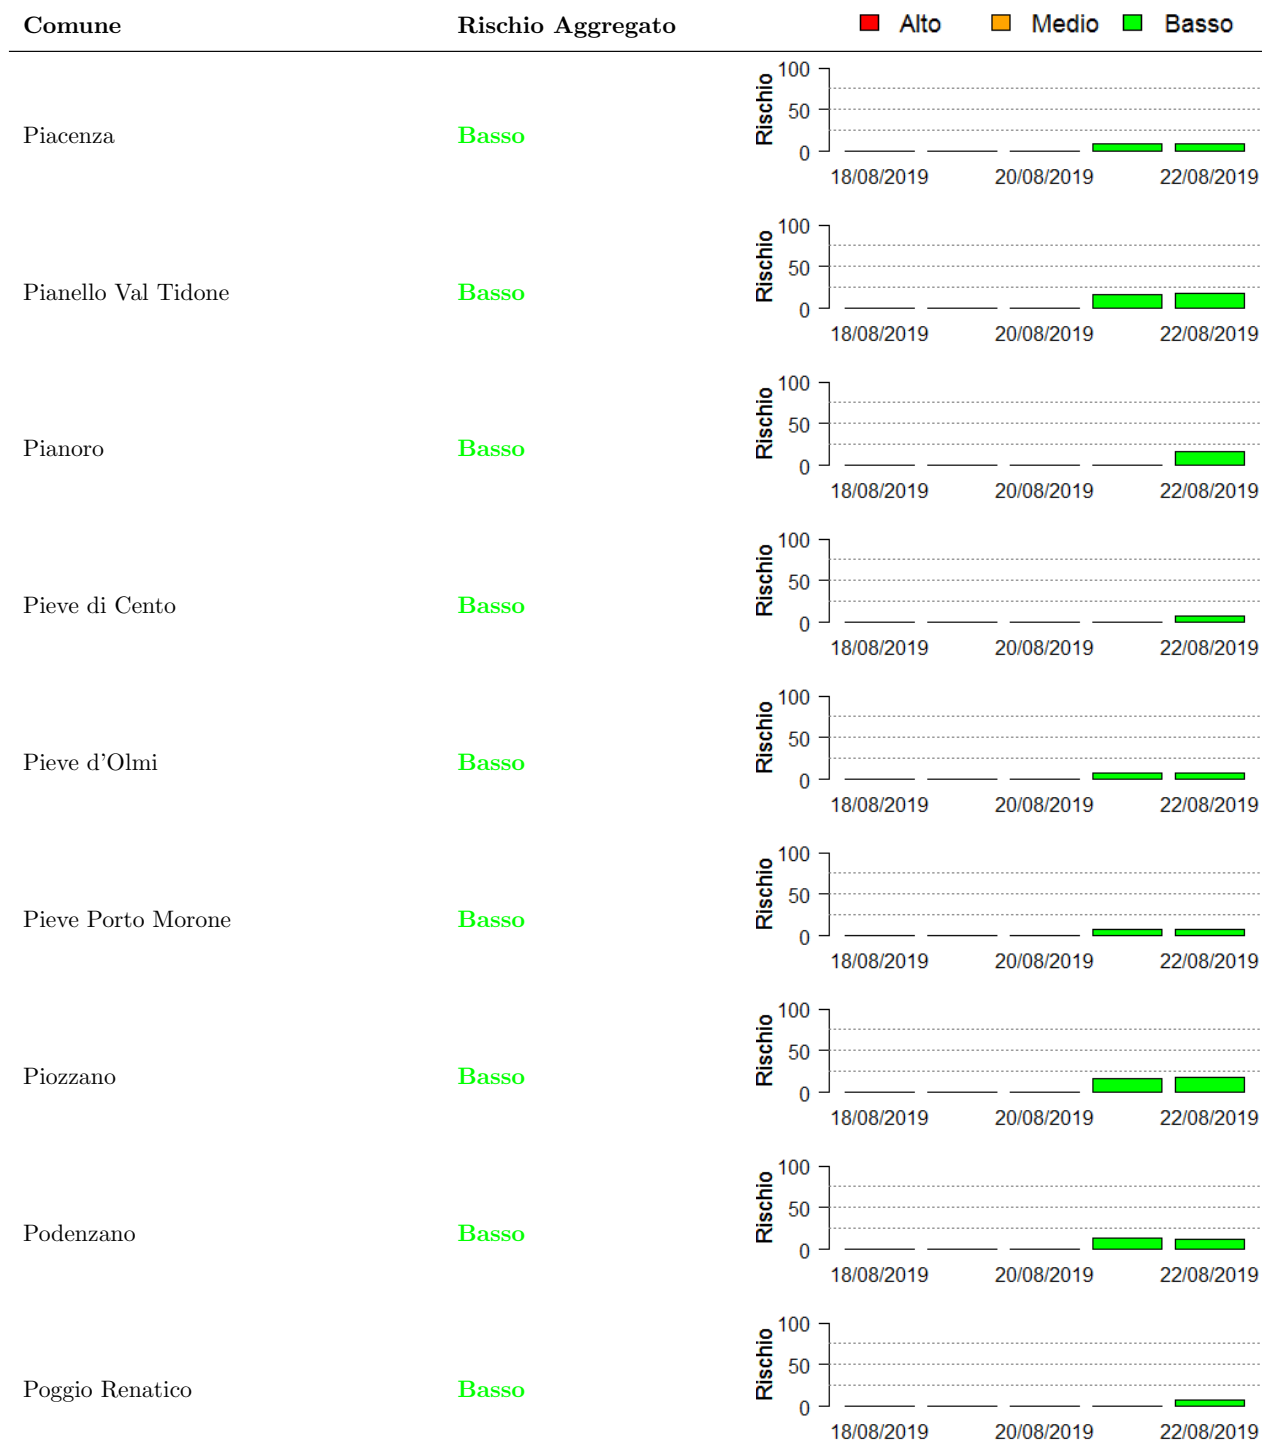 Comune Rischio Aggregato Alto Medio Basso
100
50
0
Rischio
Piacenza Basso
18/08/2019 20/08/2019 22/08/2019
100
50
0
Rischio
Pianello Val Tidone Basso
18/08/2019 20/08/2019 22/08/2019
100
50
0
Rischio
Pianoro Basso
18/08/2019 20/08/2019 22/08/2019
100
50
0
Rischio
Pieve di Cento Basso
18/08/2019 20/08/2019 22/08/2019
100
50
0
Rischio
Pieve d'Olmi Basso
18/08/2019 20/08/2019 22/08/2019
100
50
0
Rischio
Pieve Porto Morone Basso
18/08/2019 20/08/2019 22/08/2019
100
50
0
Rischio
Piozzano Basso
18/08/2019 20/08/2019 22/08/2019
100
50
0
Rischio
Podenzano Basso
18/08/2019 20/08/2019 22/08/2019
100
50
0
Rischio
Poggio Renatico Basso
18/08/2019 20/08/2019 22/08/2019